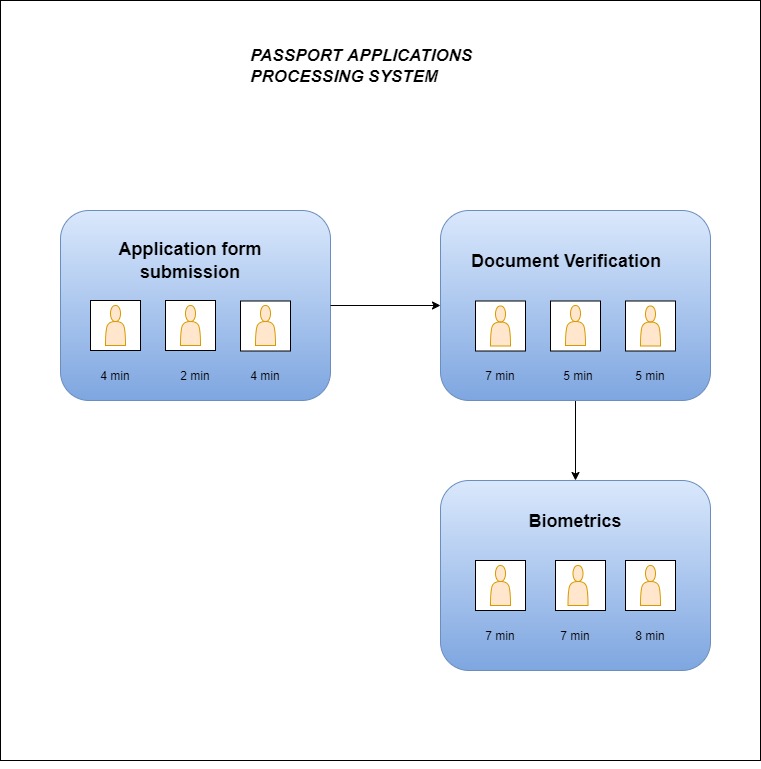 PASSPORT APPLICATIONS
PROCESSING SYSTEM
Application form
submission
4 min 2 min 4 min
Document Verification
7 min 5 min 5 min
Biometrics
7 min 7 min 8 min